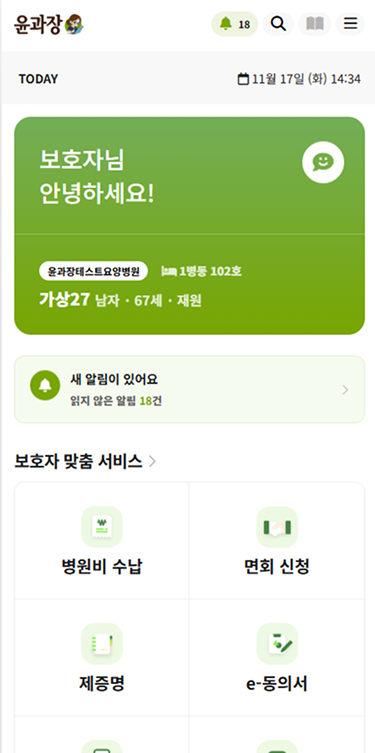 윤과장
18
TODAY
11월 17일 (화) 14:34
보호자님
안녕하세요!
윤과장테스트요양병원 1병동 102호
가상27 남자 · 67세 · 재원
새 알림이 있어요
읽지 않은 알림 18건
보호자 맞춤 서비스
병원비 수납
면회 신청
제증명
e-동의서